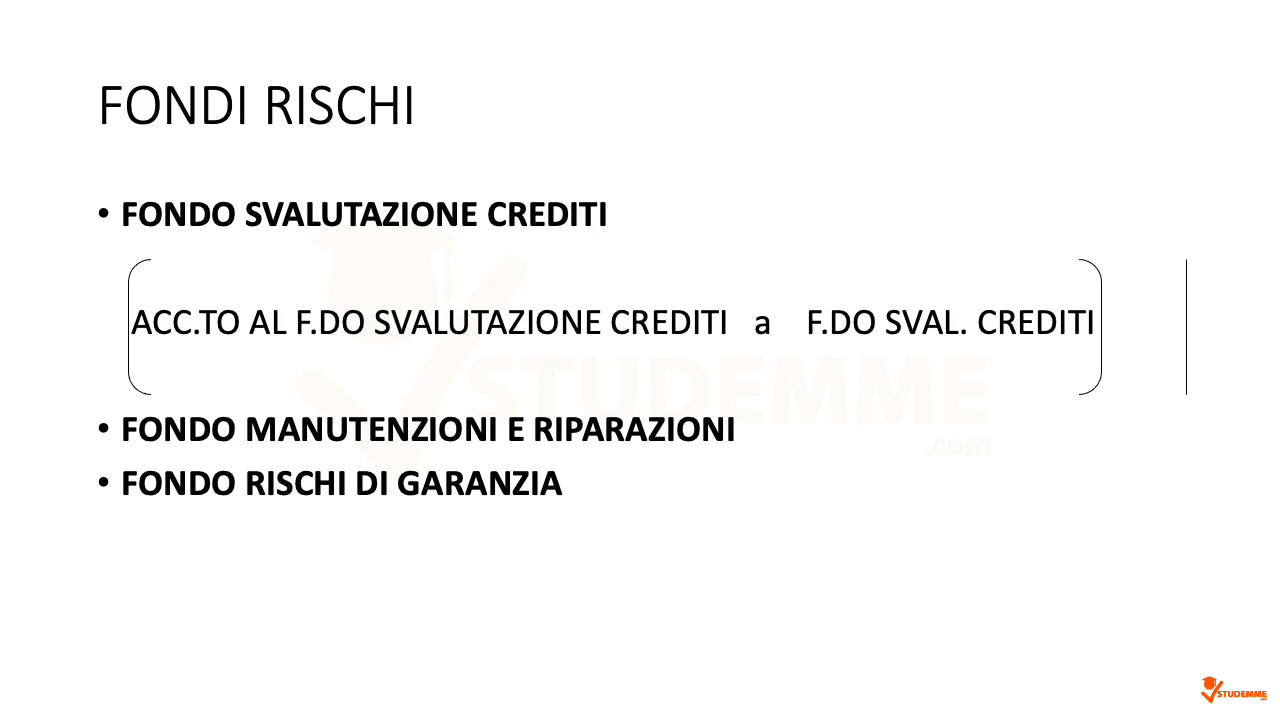 FONDI RISCHI
• FONDO SVALUTAZIONE CREDITI
ACC.TO AL F.DO SVALUTAZIONE CREDITI a F.DO SVAL. CREDITI
STUDEMME
.com
• FONDO MANUTENZIONI E RIPARAZIONI
• FONDO RISCHI DI GARANZIA
STUDEMME